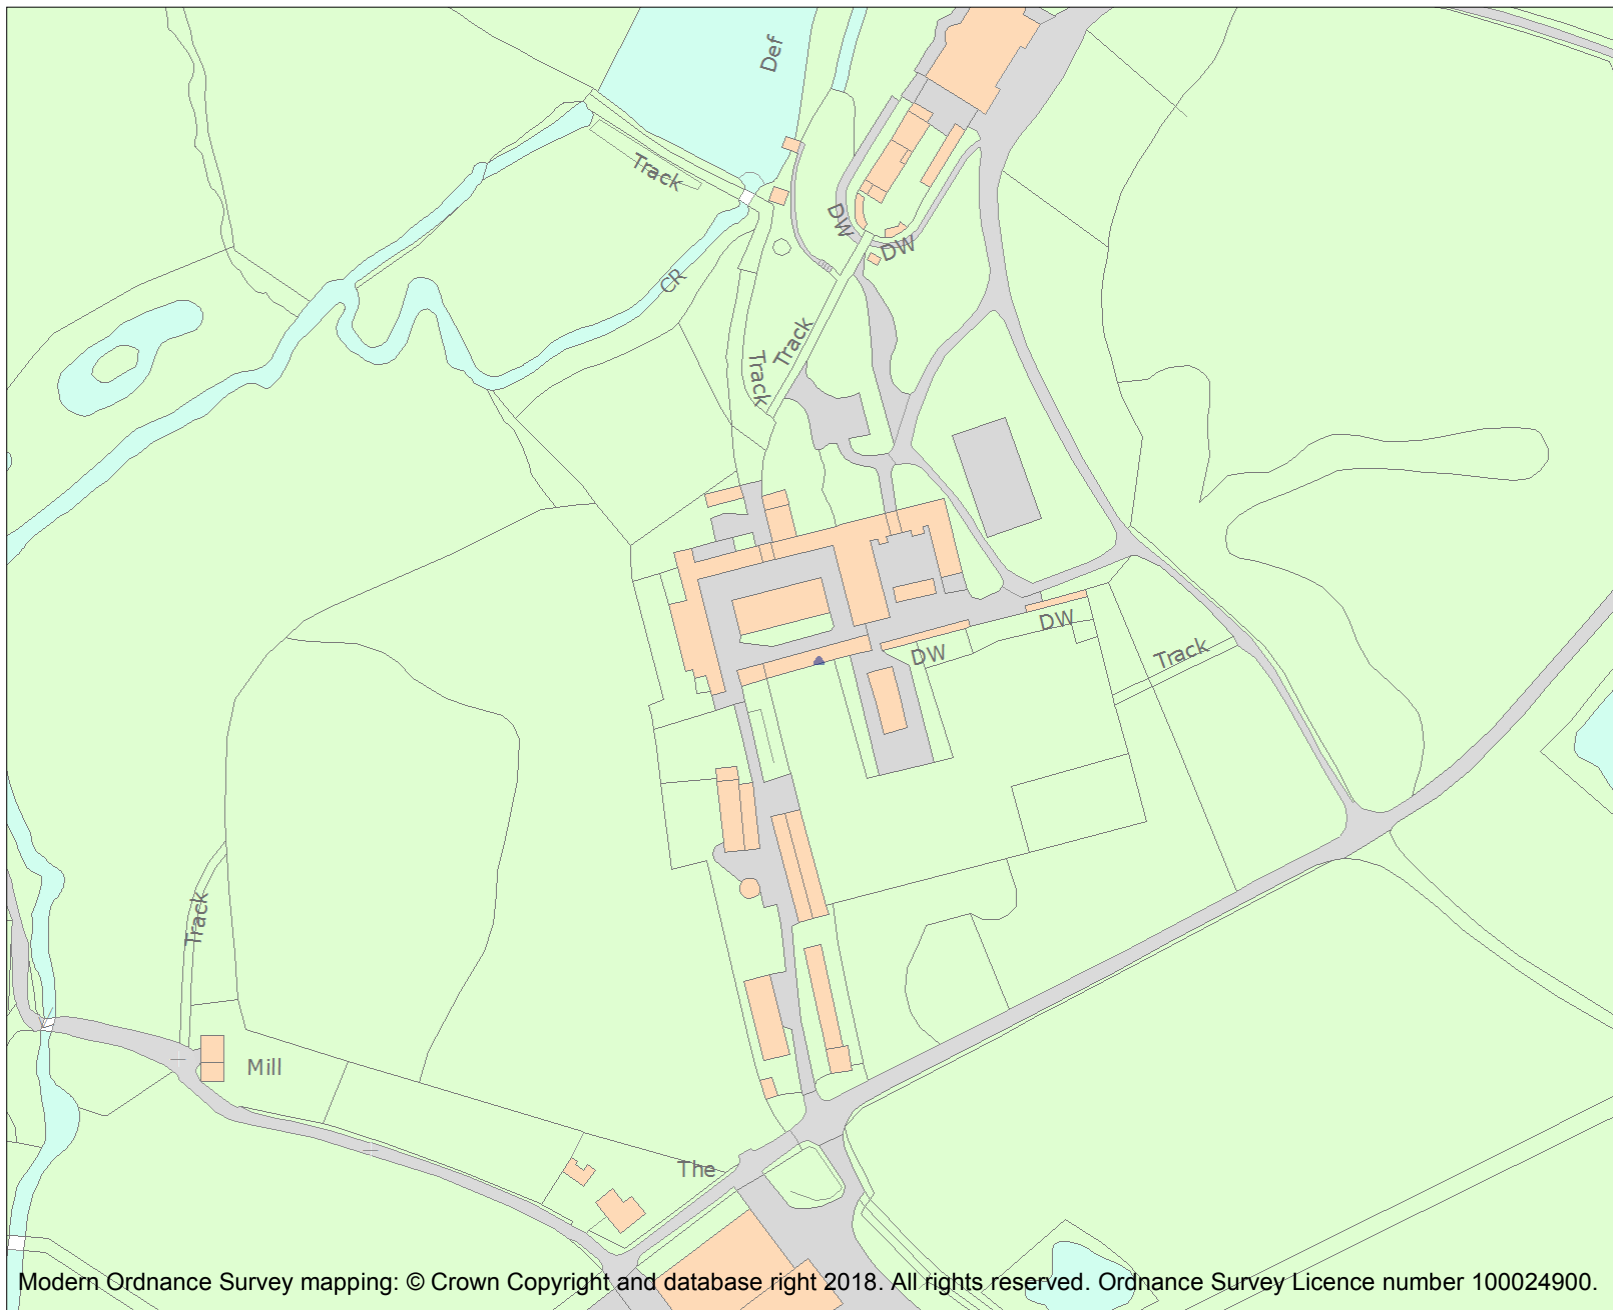 Def
Track
DW
DW
CR
Track
Track
DW
DW
Track
Track
Mill
The
Modern Ordnance Survey mapping: © Crown Copyright and database right 2018. All rights reserved. Ordnance Survey Licence number 100024900.